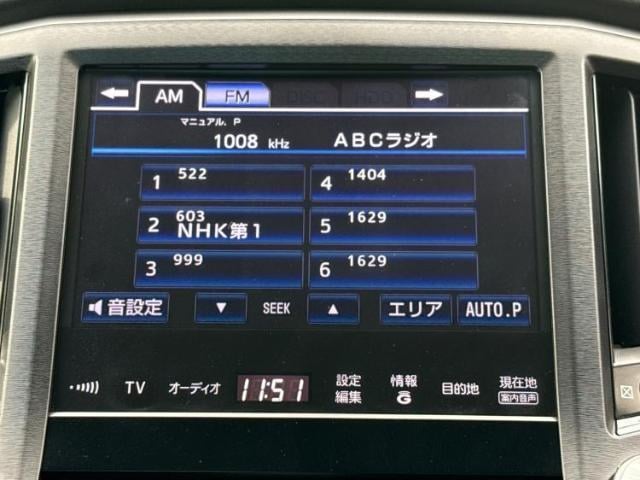 AM FM DISC HDD
マニュアル. P
1008 kHz ABCラジオ
1 522
4 1404
2 603 NHK第1
5 1629
3 999
6 1629
音設定 ▼ SEEK ▲ エリア AUTO.P
TV オーディオ 11:51 設定編集 情報G 目的地 現在地
案内音声